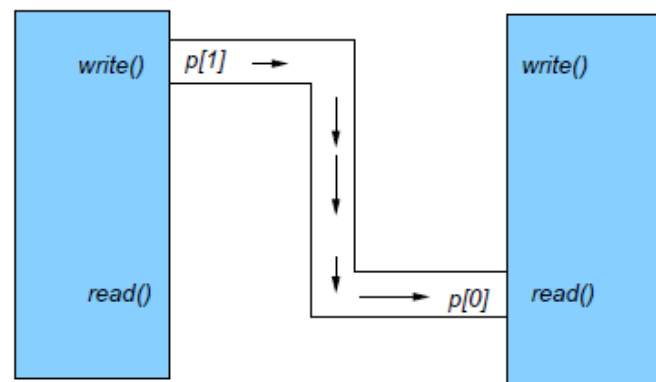 write()
p[1]
write()
read()
p[0]
read()